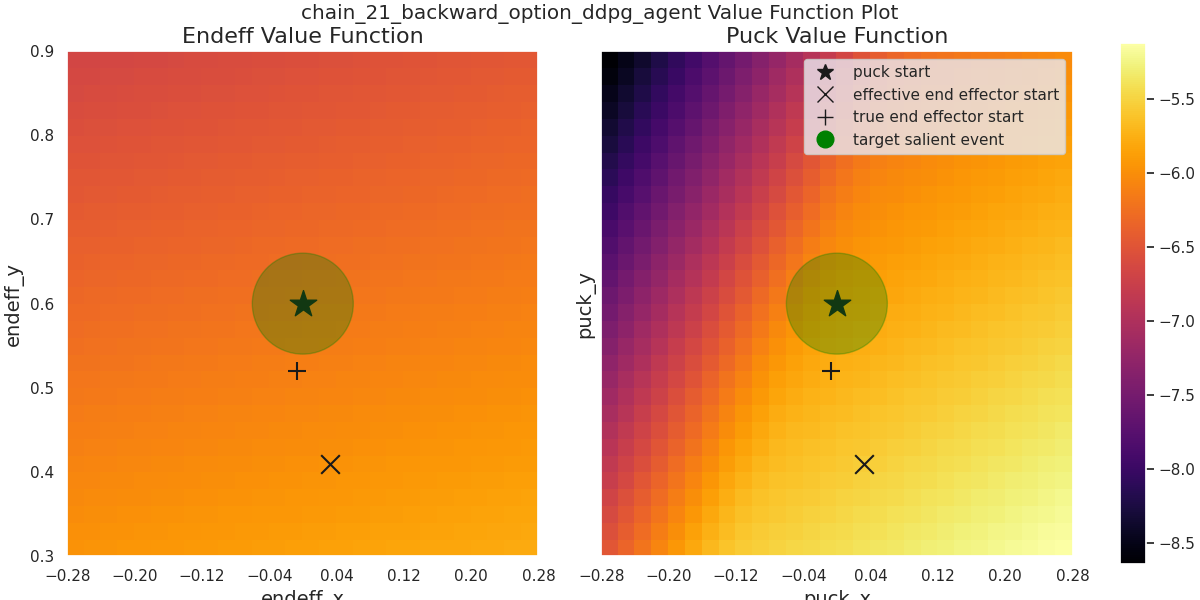 chain_21_backward_option_ddpg_agent Value Function Plot
Endeff Value Function
Puck Value Function
puck start
effective end effector start
true end effector start
target salient event
endeff_y
0.9
0.8
0.7
0.6
0.5
0.4
0.3
−0.28 −0.20 −0.12 −0.04 0.04 0.12 0.20 0.28
endeff_x
puck_y
−0.28 −0.20 −0.12 −0.04 0.04 0.12 0.20 0.28
puck_x
−5.5
−6.0
−6.5
−7.0
−7.5
−8.0
−8.5